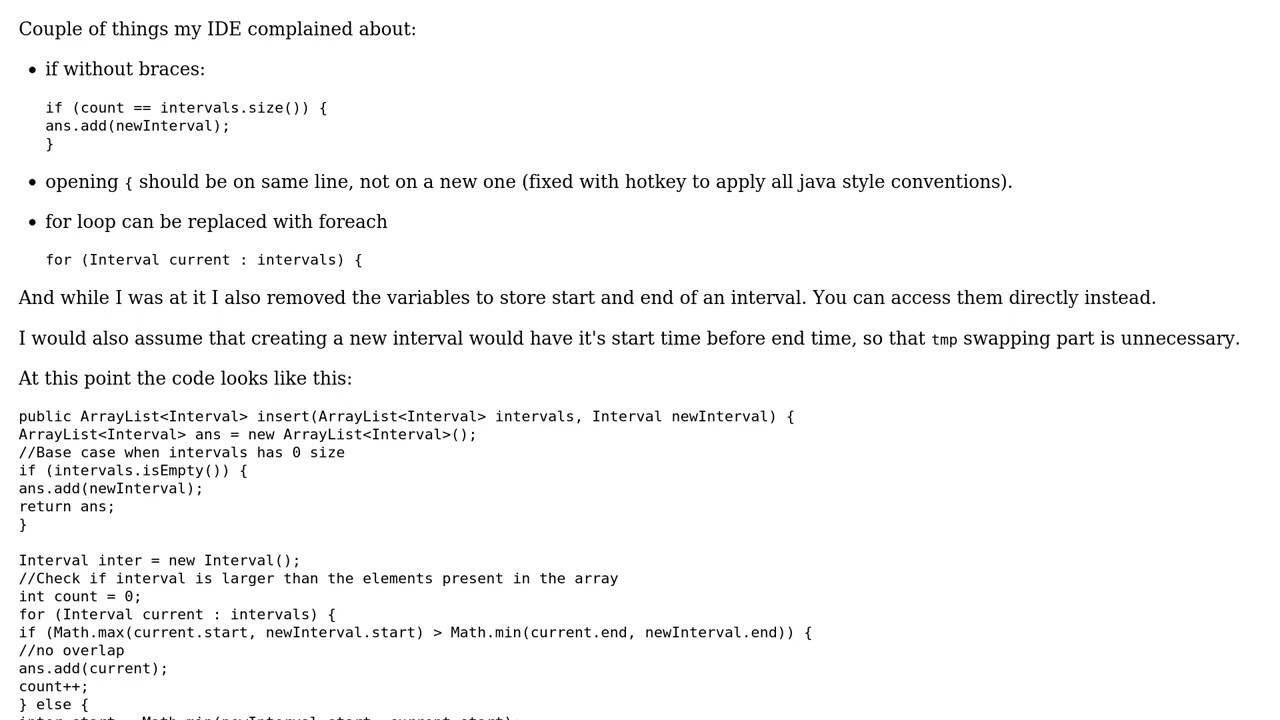 Couple of things my IDE complained about:
• if without braces:
if (count == intervals.size()) {
ans.add(newInterval);
}
• opening { should be on same line, not on a new one (fixed with hotkey to apply all java style conventions).
• for loop can be replaced with foreach
for (Interval current : intervals) {
And while I was at it I also removed the variables to store start and end of an interval. You can access them directly instead.
I would also assume that creating a new interval would have it's start time before end time, so that tmp swapping part is unnecessary.
At this point the code looks like this:
public ArrayList<Interval> insert(ArrayList<Interval> intervals, Interval newInterval) {
ArrayList<Interval> ans = new ArrayList<Interval>();
//Base case when intervals has 0 size
if (intervals.isEmpty()) {
ans.add(newInterval);
return ans;
}
Interval inter = new Interval();
//Check if interval is larger than the elements present in the array
int count = 0;
for (Interval current : intervals) {
if (Math.max(current.start, newInterval.start) > Math.min(current.end, newInterval.end)) {
//no overlap
ans.add(current);
count++;
} else {
inter.start = Math.min(newInterval.start, current.start);